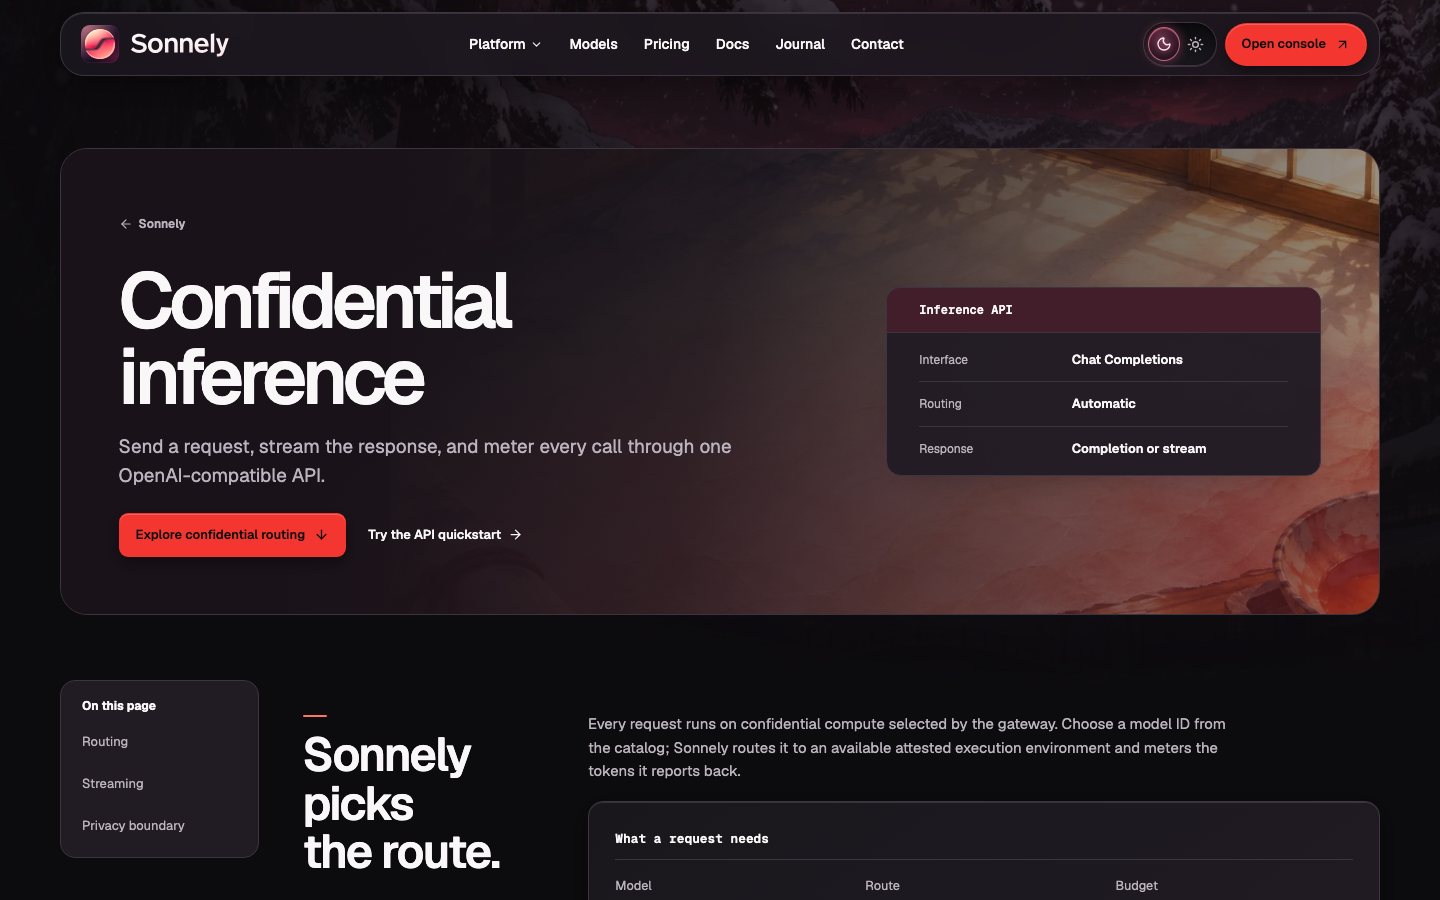 Sonnely
Platform
Models
Pricing
Docs
Journal
Contact
Open console
Sonnely
Confidential
inference
Send a request, stream the response, and meter every call through one
OpenAI-compatible API.
Explore confidential routing
Try the API quickstart
Inference API
Interface
Chat Completions
Routing
Automatic
Response
Completion or stream
On this page
Routing
Streaming
Privacy boundary
Sonnely
picks
the route.
Every request runs on confidential compute selected by the gateway. Choose a model ID from
the catalog; Sonnely routes it to an available attested execution environment and meters the
tokens it reports back.
What a request needs
Model
Route
Budget